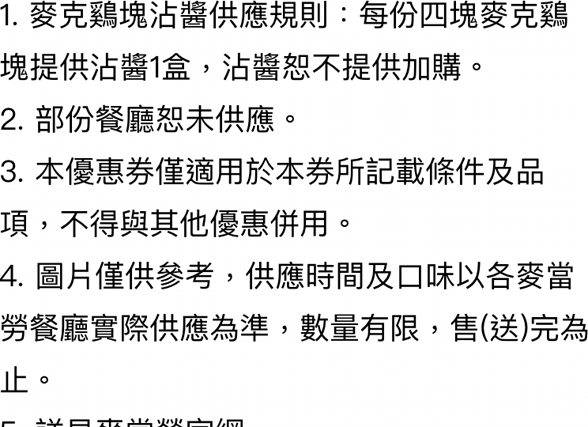 1. 麥克鷄塊沾醬供應規則：每份四塊麥克鷄
塊提供沾醬1盒，沾醬恕不提供加購。
2. 部份餐廳恕未供應。
3. 本優惠券僅適用於本券所記載條件及品
項，不得與其他優惠併用。
4. 圖片僅供參考，供應時間及口味以各麥當
勞餐廳實際供應為準，數量有限，售(送)完為
止。